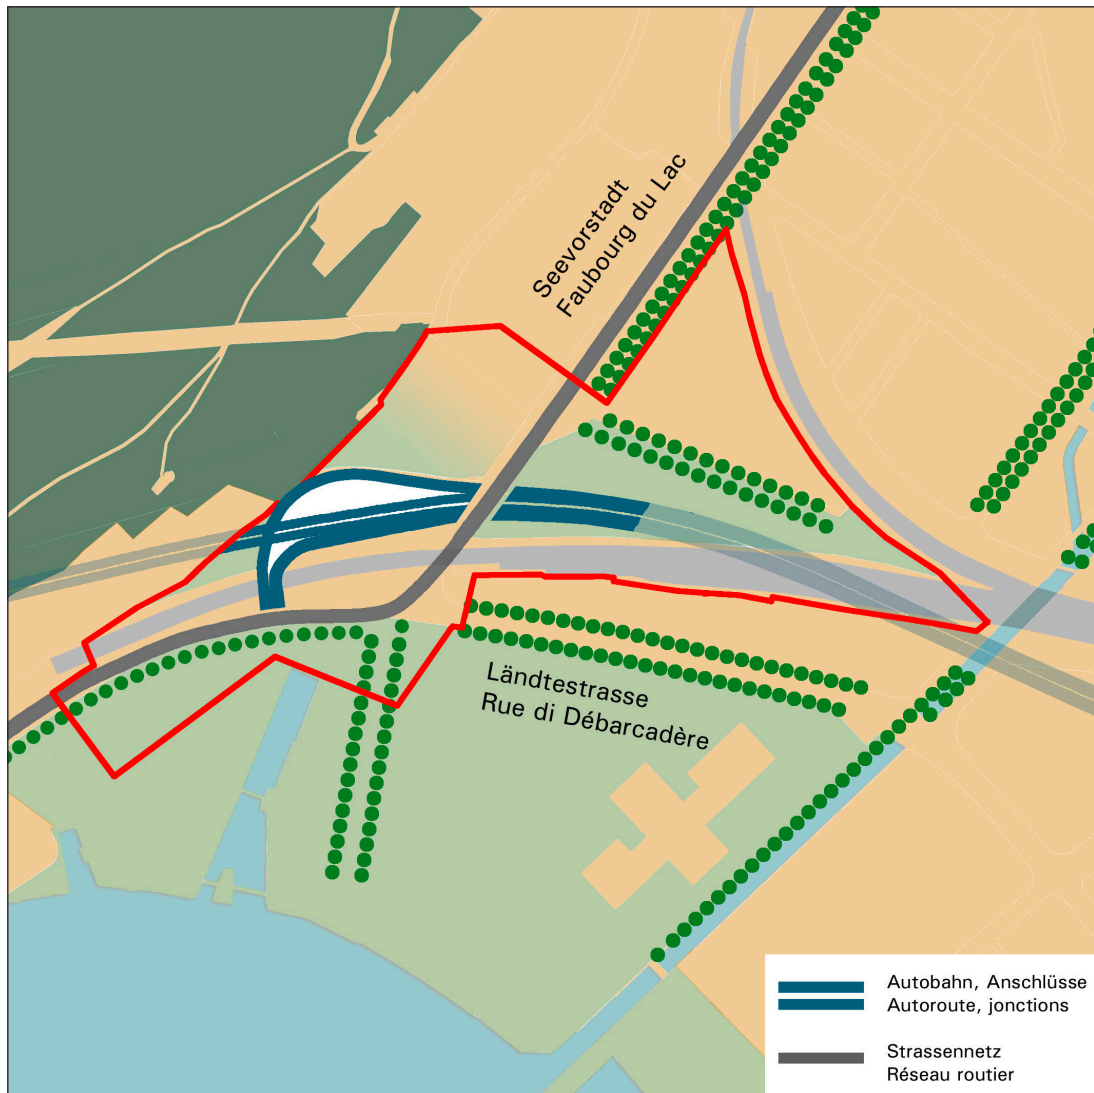 Seevorstadt
Faubourg du Lac
Ländtestrasse
Rue di Débarcadère
Autobahn, Anschlüsse
Autoroute, jonctions
Strassennetz
Réseau routier